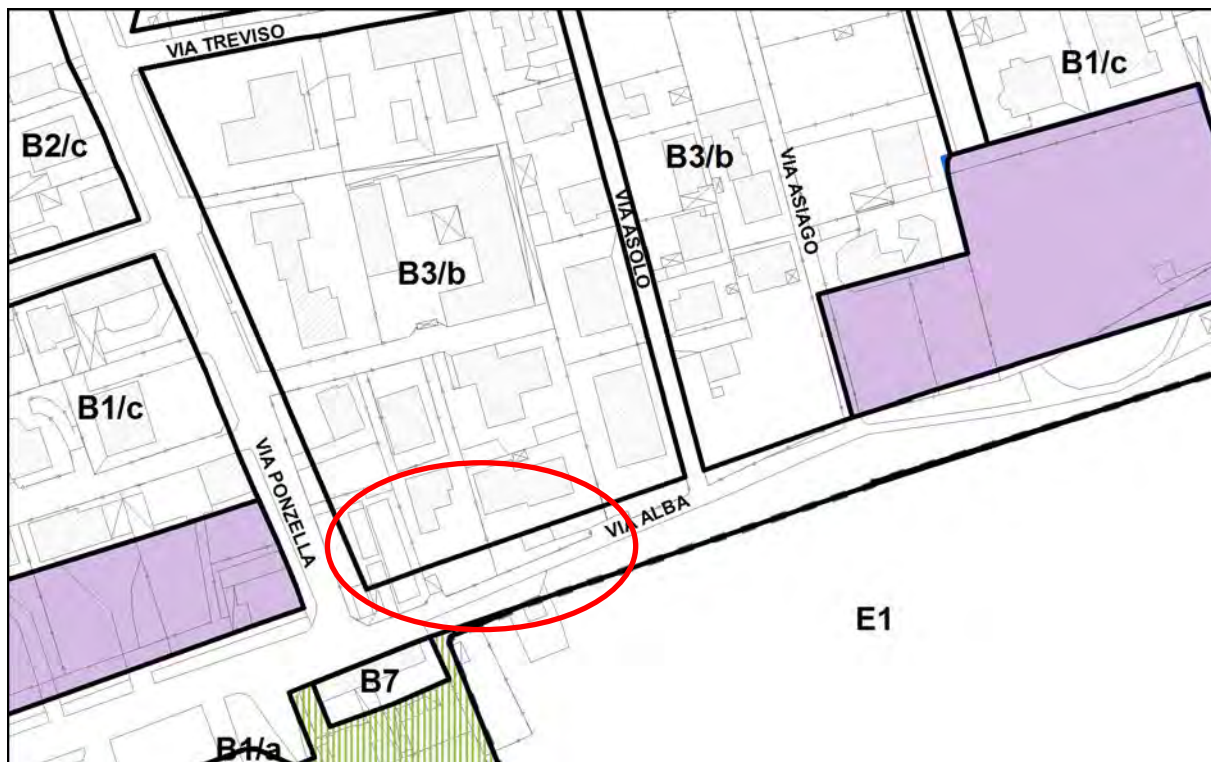 VIA TREVISO
B1/c
B2/c
B3/b
VIA ASIAGO
VIA ASOLO
B3/b
B1/c
VIA PONZELLA
VIA ALBA
E1
B7
B1/a